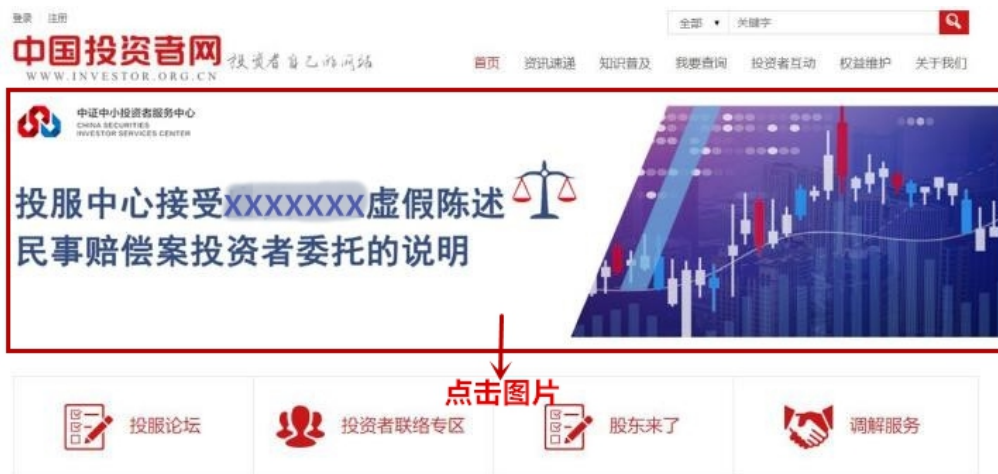 登录 注册
全部 关键字
中国投资者网 投资者自己的网站
WWW.INVESTOR.ORG.CN
首页 资讯速递 知识普及 我要查询 投资者互动 权益维护 关于我们
中证中小投资者服务中心
CHINA SECURITIES
INVESTOR SERVICES CENTER
投服中心接受XXXXXXX虚假陈述
民事赔偿案投资者委托的说明
点击图片
投服论坛 投资者联络专区 股东来了 调解服务